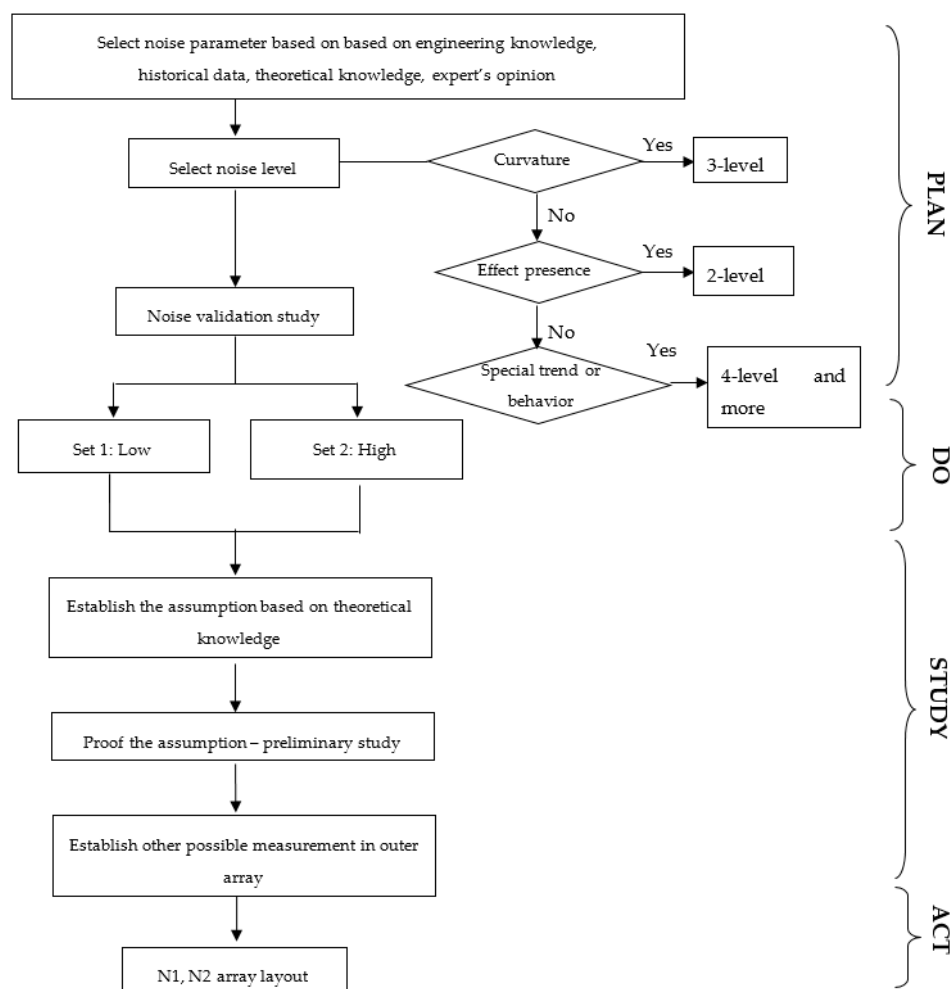 Select noise parameter based on based on engineering knowledge,
historical data, theoretical knowledge, expert's opinion
Select noise level
Curvature
Yes
3-level
No
Effect presence
Yes
2-level
Noise validation study
No
Special trend or
behavior
Yes
4-level and
more
PLAN
Set 1: Low
Set 2: High
DO
Establish the assumption based on theoretical
knowledge
Proof the assumption – preliminary study
Establish other possible measurement in outer
array
STUDY
N1, N2 array layout
ACT